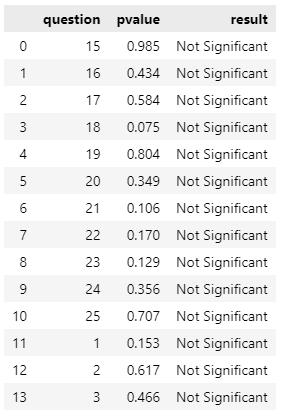 question pvalue result
0 15 0.985 Not Significant
1 16 0.434 Not Significant
2 17 0.584 Not Significant
3 18 0.075 Not Significant
4 19 0.804 Not Significant
5 20 0.349 Not Significant
6 21 0.106 Not Significant
7 22 0.170 Not Significant
8 23 0.129 Not Significant
9 24 0.356 Not Significant
10 25 0.707 Not Significant
11 1 0.153 Not Significant
12 2 0.617 Not Significant
13 3 0.466 Not Significant